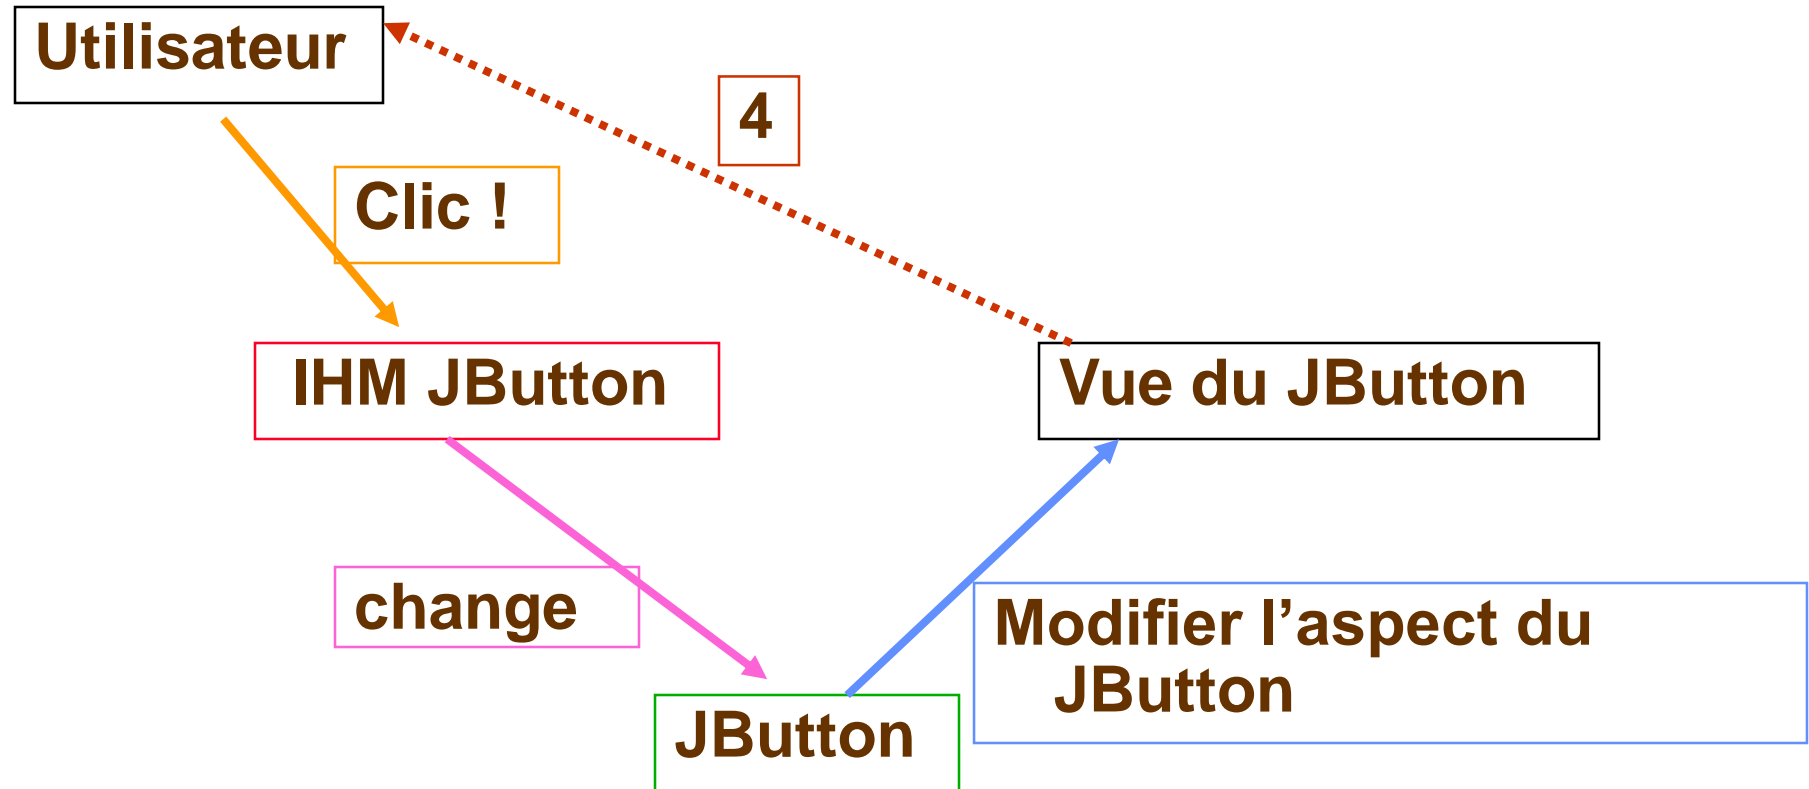 Utilisateur
4
Clic !
IHM JButton
Vue du JButton
change
Modifier l’aspect du
JButton
JButton